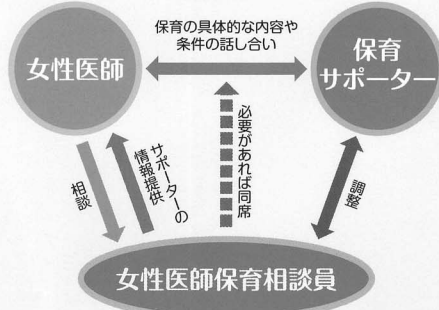 保育の具体的な内容や
条件の話し合い
女性医師
保育
サポーター
相談
サポーターの
情報提供
必要があれば同席
調整
女性医師保育相談員